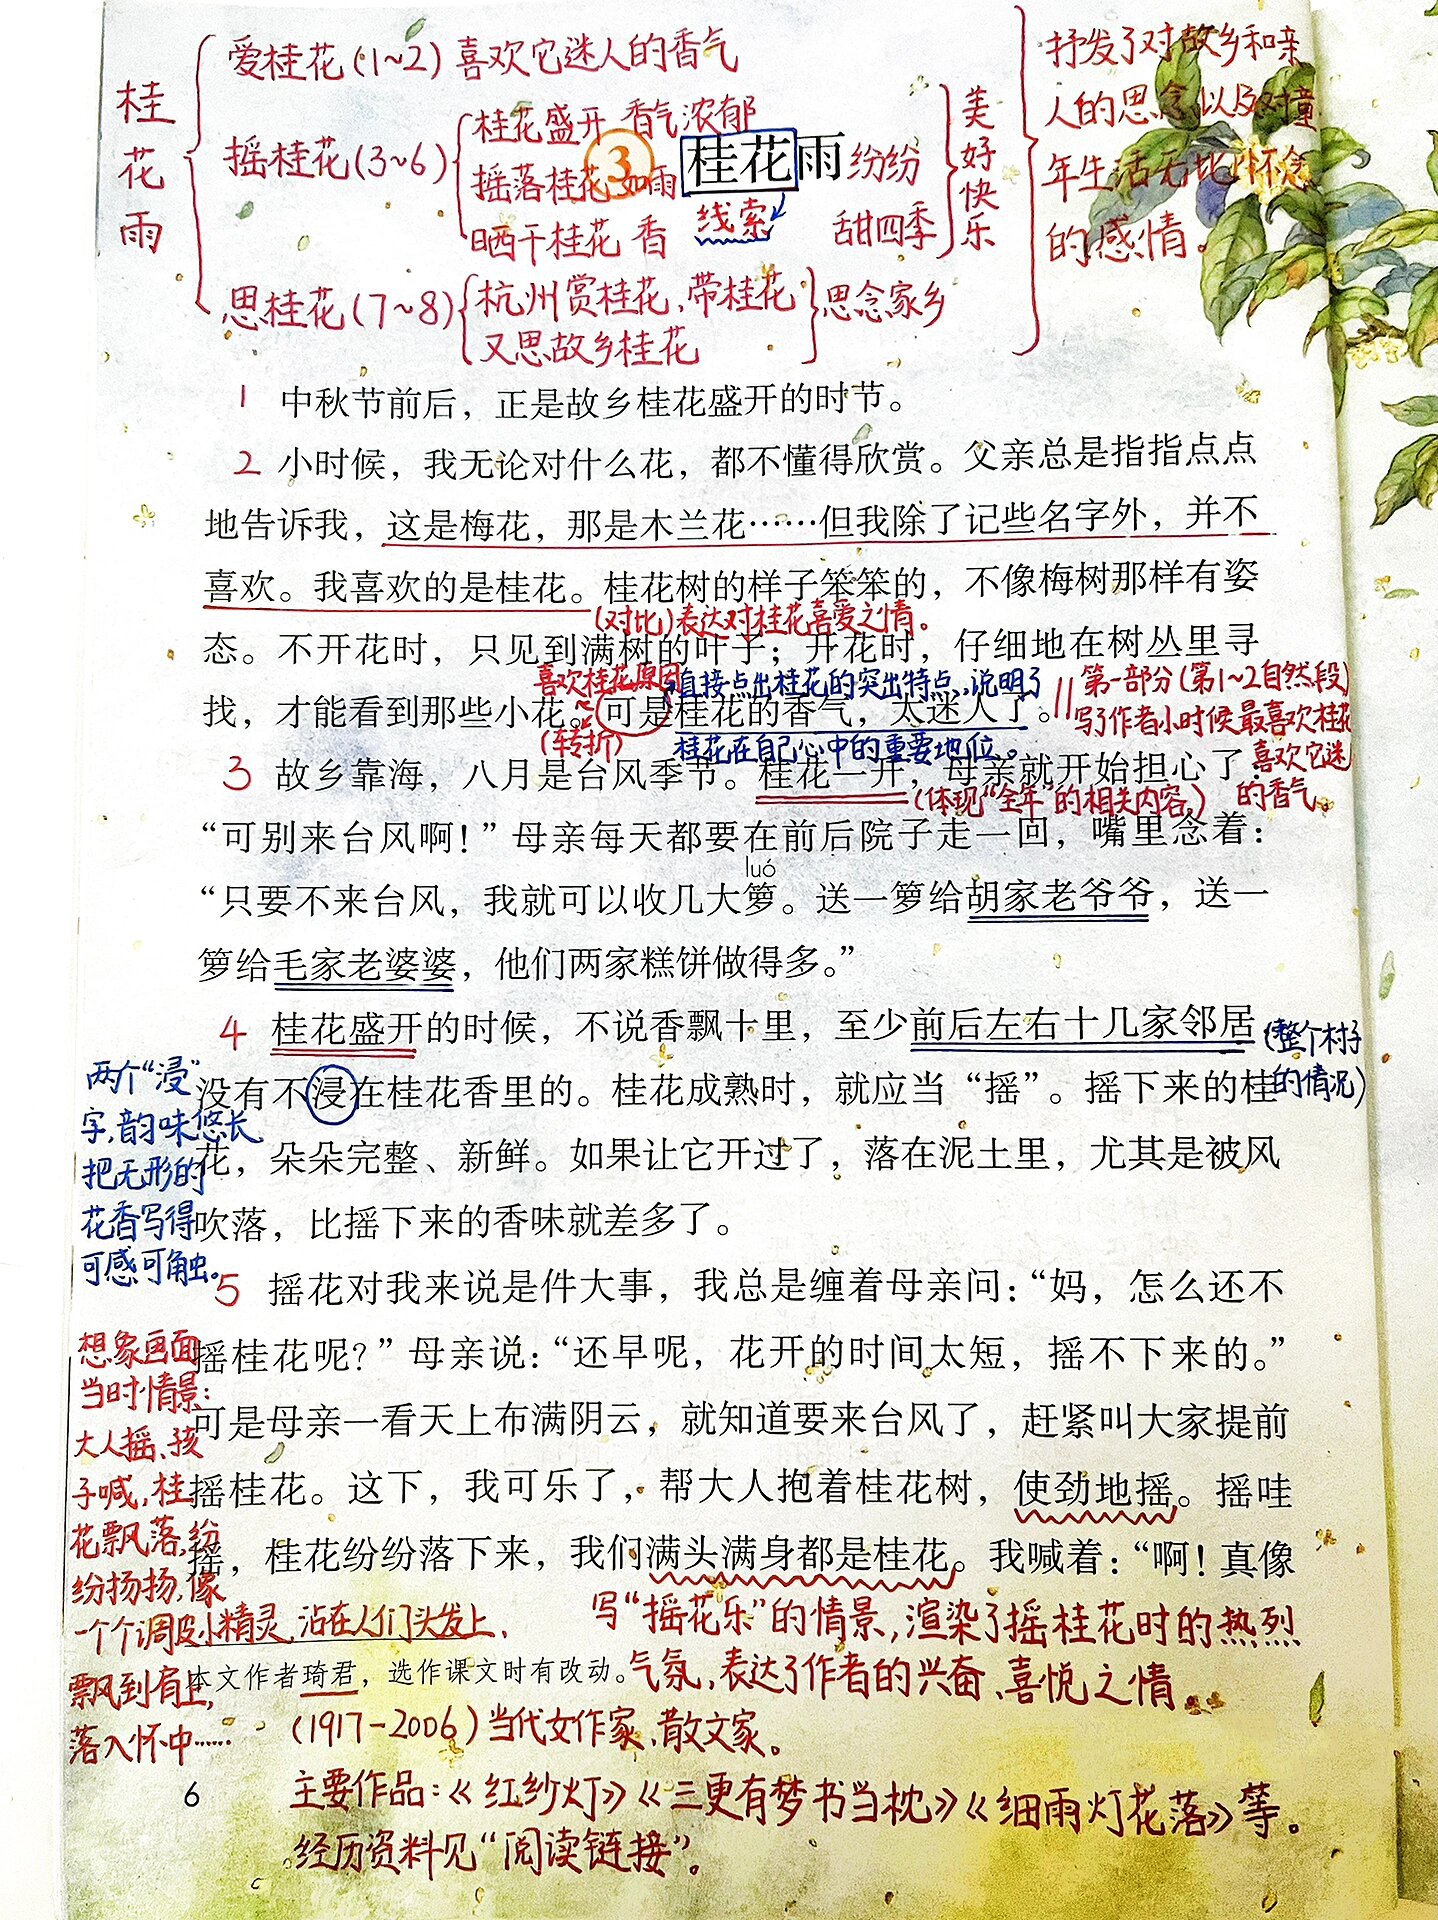 桂花雨
爱桂花(1~2) 喜欢它迷人的香气
摇桂花(3~6)
桂花盛开 香气浓郁
摇落桂花如雨 纷纷
晒干桂花 香 甜四季
美好快乐
思桂花(7~8)
杭州赏桂花、带桂花
又思故乡桂花
思念家乡
抒发了对故乡和亲
人的思念以及对童
年生活无比怀念
的感情。
3 桂花雨
线索
1 中秋节前后，正是故乡桂花盛开的时节。
2 小时候，我无论对什么花，都不懂得欣赏。父亲总是指指点点
地告诉我，这是梅花，那是木兰花……但我除了记些名字外，并不
喜欢。我喜欢的是桂花。桂花树的样子笨笨的，不像梅树那样有姿
(对比)表达对桂花喜爱之情。
态。不开花时，只见到满树的叶子；开花时，仔细地在树丛里寻
喜欢桂花原因
直接点出桂花的突出特点，说明了
找，才能看到那些小花。可是桂花的香气，太迷人了。
(转折)
桂花在自己心中的重要地位。
第一部分(第1~2自然段)
写了作者小时候最喜欢桂花
喜欢它迷
的香气。
3 故乡靠海，八月是台风季节。桂花一开，母亲就开始担心了：
(体现“全年”的相关内容。)
“可别来台风啊！”母亲每天都要在前后院子走一回，嘴里念着：
luó
“只要不来台风，我就可以收几大箩。送一箩给胡家老爷爷，送一
箩给毛家老婆婆，他们两家糕饼做得多。”
4 桂花盛开的时候，不说香飘十里，至少前后左右十几家邻居，
(整个村子
的情况)
没有不浸在桂花香里的。桂花成熟时，就应当“摇”。摇下来的桂
花，朵朵完整、新鲜。如果让它开过了，落在泥土里，尤其是被风
吹落，比摇下来的香味就差多了。
两个“浸”
字，韵味悠长
把无形的
花香写得
可感可触。
5 摇花对我来说是件大事，我总是缠着母亲问：“妈，怎么还不
摇桂花呢？”母亲说：“还早呢，花开的时间太短，摇不下来的。”
可是母亲一看天上布满阴云，就知道要来台风了，赶紧叫大家提前
摇桂花。这下，我可乐了，帮大人抱着桂花树，使劲地摇。摇哇
摇，桂花纷纷落下来，我们满头满身都是桂花。我喊着：“啊！真像
想象画面
当时情景：
大人摇、孩
子喊，桂
花飘落，纷
纷扬扬，像
一个个调皮小精灵，沾在人们头发上、
飘到肩上，
落入怀中……
写“摇花乐”的情景，渲染了摇桂花时的热烈
气氛，表达了作者的兴奋、喜悦之情。
本文作者琦君，选作课文时有改动。
(1917-2006)当代女作家、散文家。
主要作品：《红纱灯》《三更有梦书当枕》《细雨灯花落》等。
经历资料见“阅读链接”。
6